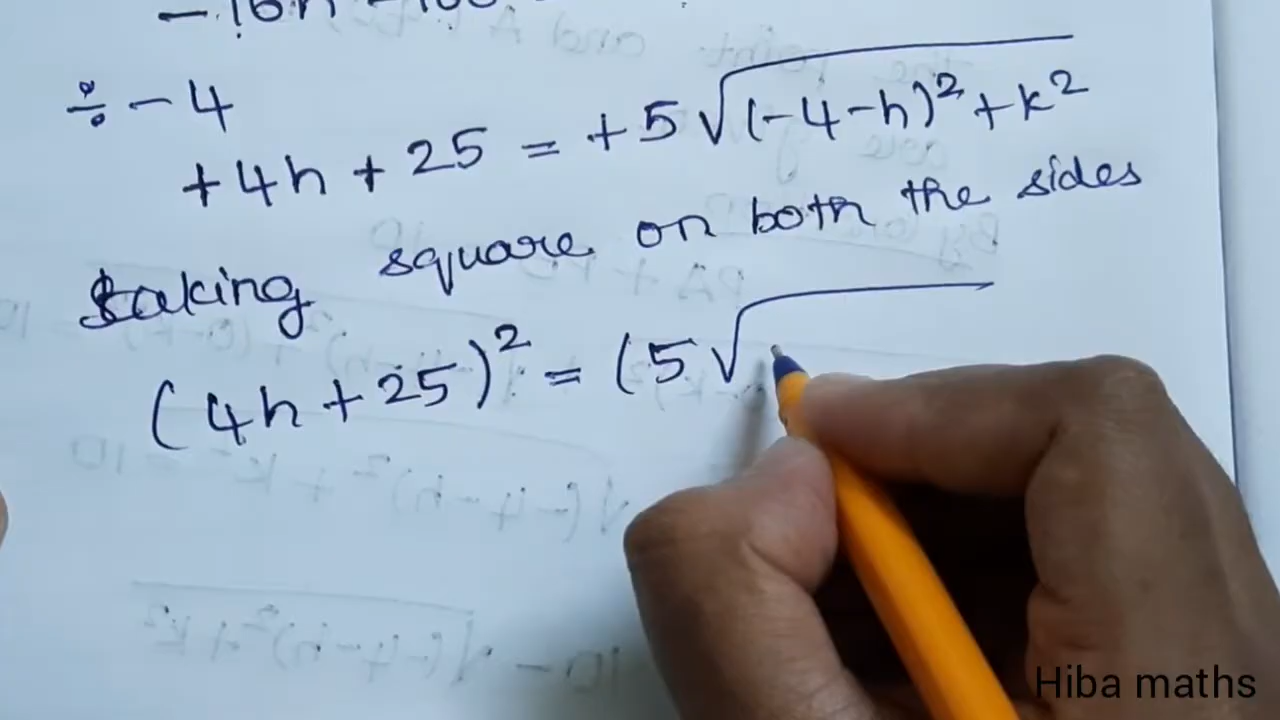 ÷ - 4
+4h + 25 = +5√(-4-h)² + k²
taking square on both the sides
(4h + 25)² = (5√
Hiba maths